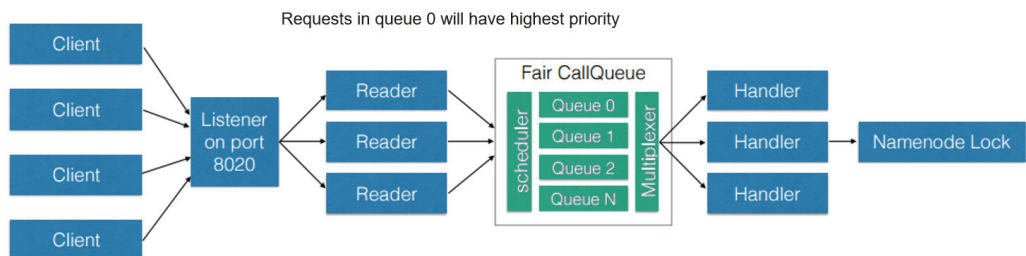 Requests in queue 0 will have highest priority
Client
Client
Client
Client
Listener
on port
8020
Reader
Reader
Reader
Fair CallQueue
scheduler
Queue 0
Queue 1
Queue 2
Queue N
Multiplexer
Handler
Handler
Handler
Namenode Lock